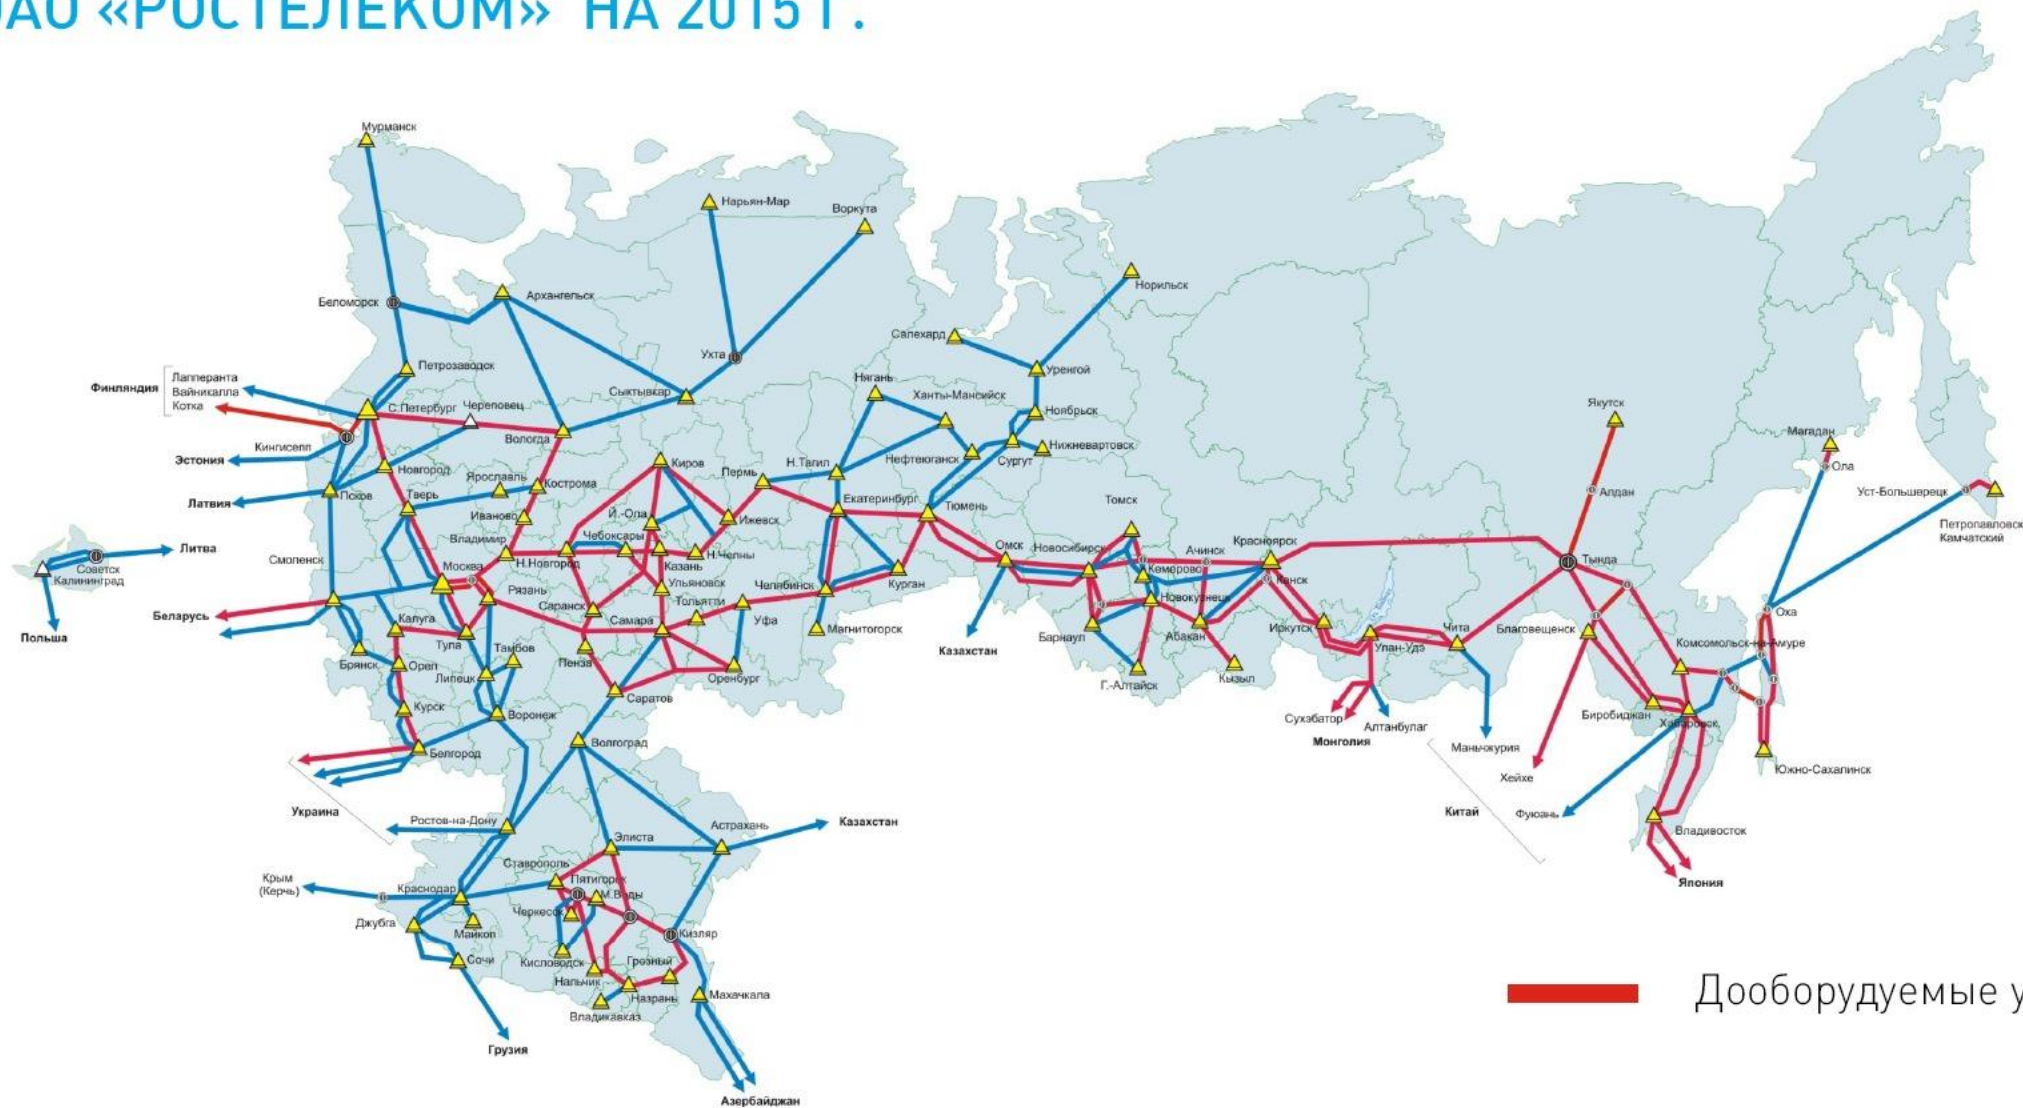 ОАО «РОСТЕЛЕКОМ» НА 2015 Г.
Мурманск
Нарьян-Мар
Воркута
Норильск
Беломорск
Архангельск
Салехард
Ухта
Петрозаводск
Уренгой
Финляндия
Лапперанта
Вайникалла
Котка
С.Петербург
Череповец
Сыктывкар
Нягань
Ханты-Мансийск
Ноябрьск
Якутск
Магадан
Кингисепп
Вологда
Нижневартовск
Эстония
Новгород
Киров
Пермь
Н.Тагил
Нефтеюганск
Сургут
Ола
Ярославль
Кострома
Алдан
Уст-Большерецк
Латвия
Псков
Тверь
Екатеринбург
Тюмень
Томск
Иваново
Й.-Ола
Ижевск
Петропавловск
Камчатский
Владимир
Чебоксары
Литва
Н.Новгород
Н.Челны
Омск
Новосибирск
Ачинск
Красноярск
Смоленск
Москва
Казань
Тында
Советск
Калининград
Кемерово
Канск
Рязань
Ульяновск
Челябинск
Курган
Тольятти
Новокузнецк
Беларусь
Саранск
Самара
Уфа
Оха
Калуга
Магнитогорск
Абакан
Иркутск
Чита
Благовещенск
Польша
Барнаул
Тула
Тамбов
Казахстан
Улан-Удэ
Комсомольск-на-Амуре
Брянск
Орел
Липецк
Пенза
Оренбург
Г.-Алтайск
Кызыл
Саратов
Курск
Воронеж
Сухэбатор
Алтанбулаг
Биробиджан
Хабаровск
Монголия
Волгоград
Белгород
Маньчжурия
Хейхе
Южно-Сахалинск
Украина
Китай
Фуюань
Ростов-на-Дону
Астрахань
Казахстан
Владивосток
Элиста
Ставрополь
Япония
Крым
(Керчь)
Краснодар
Пятигорск
М.Воды
Черкесск
Джубга
Майкоп
Кизляр
Сочи
Кисловодск
Грозный
Нальчик
Назрань
Махачкала
Владикавказ
Дооборудуемые у
Грузия
Азербайджан